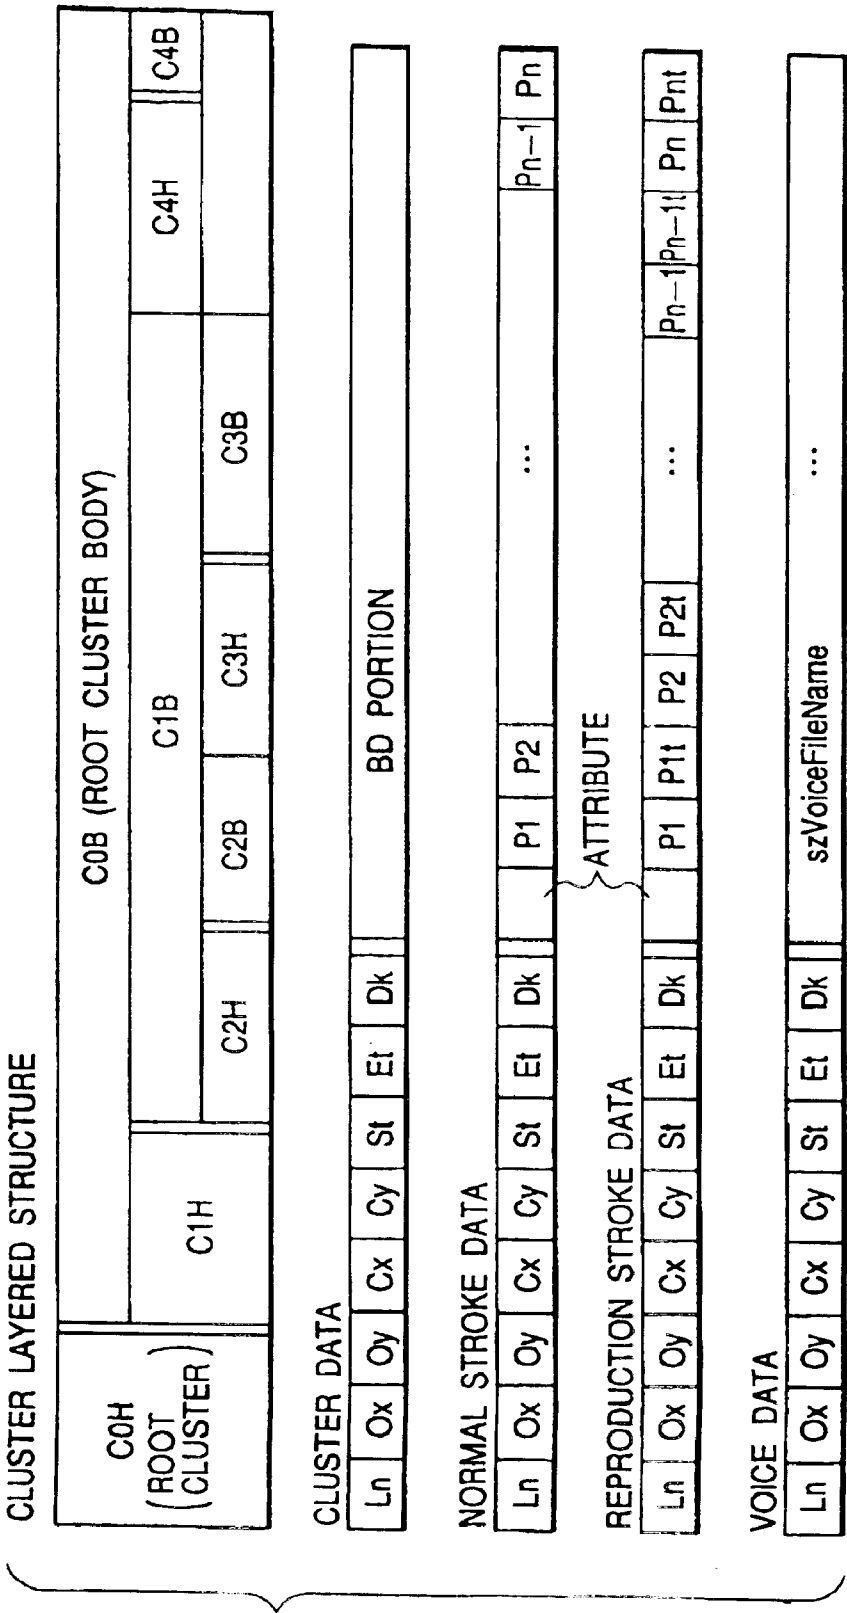 CLUSTER LAYERED STRUCTURE
C0H
(ROOT
CLUSTER)
C0B (ROOT CLUSTER BODY)
C1H C1B C4H C4B
C2H C2B C3H C3B
CLUSTER DATA
Ln Ox Oy Cx Cy St Et Dk BD PORTION
NORMAL STROKE DATA
Ln Ox Oy Cx Cy St Et Dk P1 P2 ... Pn-1 Pn
ATTRIBUTE
REPRODUCTION STROKE DATA
Ln Ox Oy Cx Cy St Et Dk P1 P1t P2 P2t ... Pn-1 Pn-1t Pn Pnt
VOICE DATA
Ln Ox Oy Cx Cy St Et Dk szVoiceFileName ...